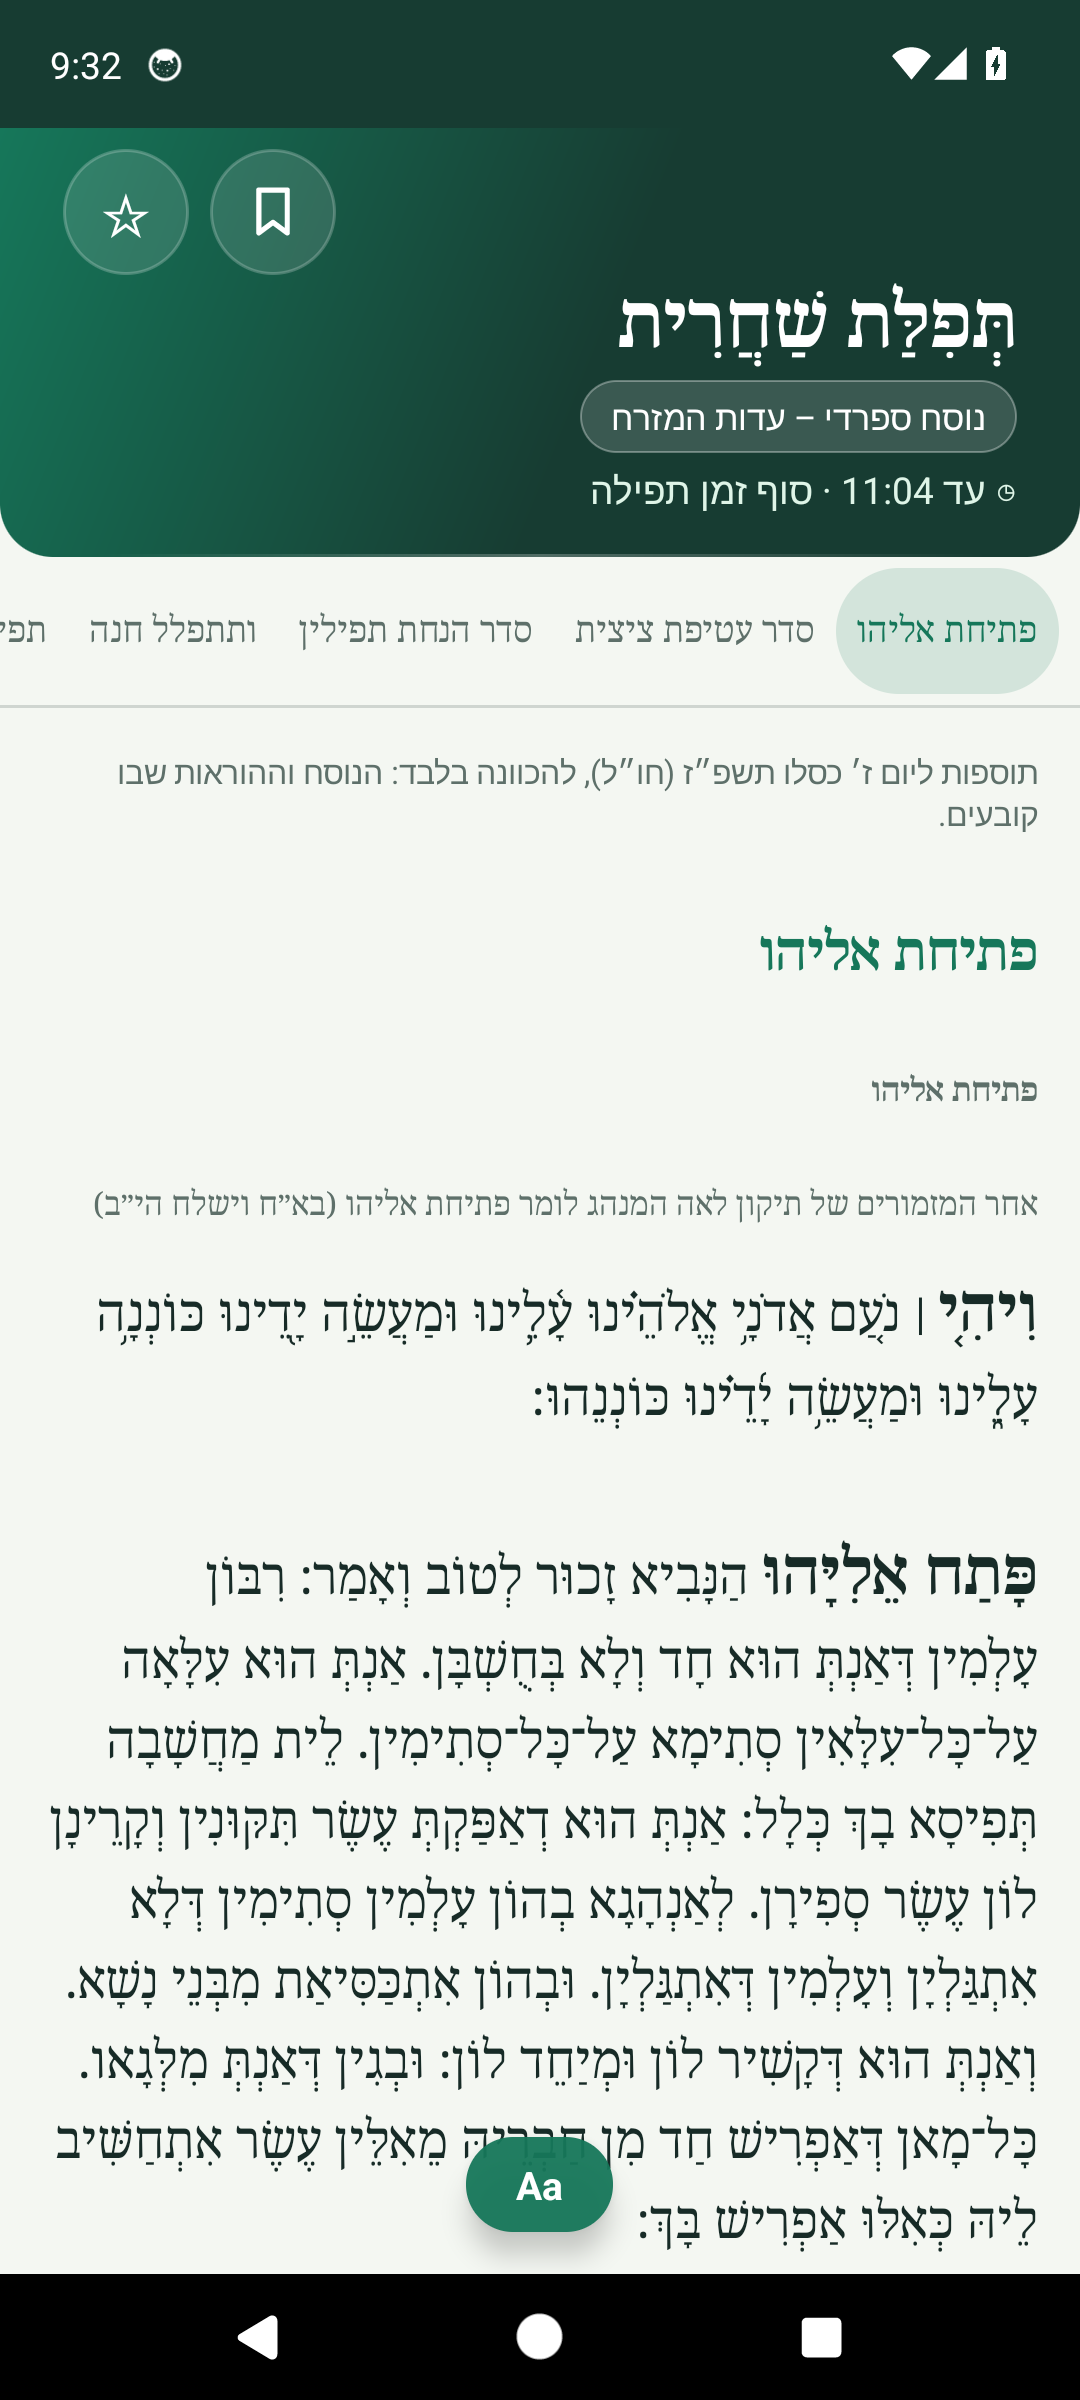 9:32
תְּפִלַּת שַׁחֲרִית
נוסח ספרדי – עדות המזרח
עד 11:04 · סוף זמן תפילה
פתיחת אליהו סדר עטיפת ציצית סדר הנחת תפילין ותתפלל חנה תפי
תוספות ליום ז׳ כסלו תשפ״ז (חו״ל), להכוונה בלבד: הנוסח וההוראות שבו
קובעים.
פתיחת אליהו
פתיחת אליהו
אחר המזמורים של תיקון לאה המנהג לומר פתיחת אליהו (בא״ח וישלח הי״ב)
וִיהִ֤י ׀ נֹ֤עַם אֲדֹנָ֥י אֱלֹהֵ֗ינוּ עָ֫לֵ֥ינוּ וּמַעֲשֵׂ֣ה יָ֭דֵינוּ כּוֹנְנָ֥ה
עָלֵ֑ינוּ וּֽמַעֲשֵׂ֥ה יָ֝דֵ֗ינוּ כּוֹנְנֵֽהוּ׃
פָּתַח אֵלִיָּהוּ הַנָּבִיא זָכוּר לְטוֹב וְאָמַר: רִבּוֹן
עָלְמִין דְּאַנְתְּ הוּא חָד וְלָא בְּחֻשְׁבָּן. אַנְתְּ הוּא עִלָּאָה
עַל־כָּל־עִלָּאִין סְתִימָא עַל־כָּל־סְתִימִין. לֵית מַחֲשָׁבָה
תְּפִיסָא בָךְ כְּלָל: אַנְתְּ הוּא דְאַפַּקְתְּ עֶשֶׂר תִּקּוּנִין וְקָרֵינָן
לוֹן עֶשֶׂר סְפִירָן. לְאַנְהָגָא בְהוֹן עָלְמִין סְתִימִין דְּלָא
אִתְגַּלְיָן וְעָלְמִין דְּאִתְגַּלְיָן. וּבְהוֹן אִתְכַּסִּיאַת מִבְּנֵי נָשָׁא.
וְאַנְתְּ הוּא דְּקָשִׁיר לוֹן וּמְיַחֵד לוֹן: וּבְגִין דְּאַנְתְּ מִלְּגָאו.
כָּל־מָאן דְּאַפְרִישׁ חַד מִן חַבְרֵיהּ מֵאִלֵּין עֶשֶׂר אִתְחַשִּׁיב
לֵיהּ כְּאִלּוּ אַפְרִישׁ בָּךְ:
Aa